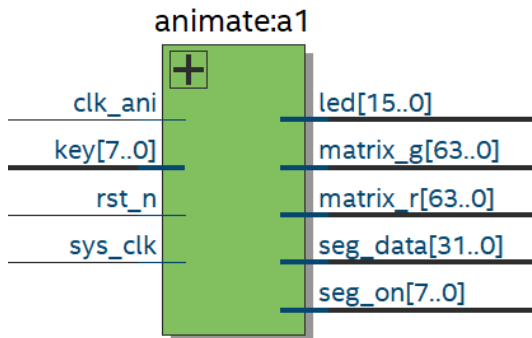 animate:a1
clk_ani
key[7..0]
rst_n
sys_clk
led[15..0]
matrix_g[63..0]
matrix_r[63..0]
seg_data[31..0]
seg_on[7..0]